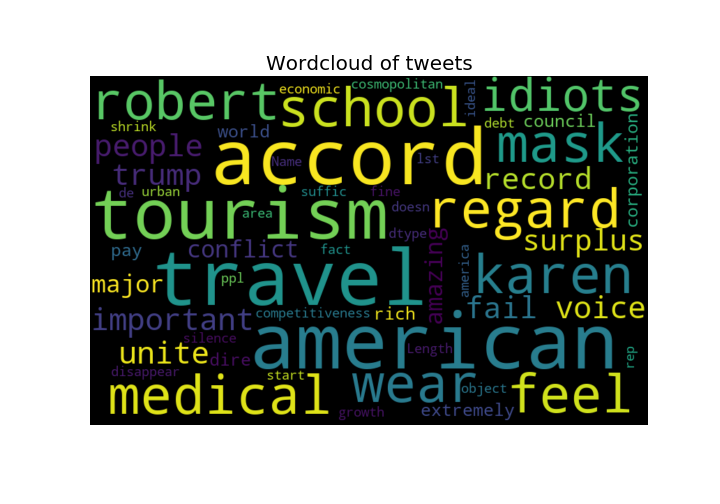 Wordcloud of tweets
robert
economic
cosmopolitan
school
ideal
idiots
shrink
world
debt
council
people
accord
mask
corporation
trump
Name
1st
record
de
urban
suffic
fine
tourism
area
doesn
regard
dtype
surplus
pay
conflict
fact
amazing
america
major
travel
ppl
karen
important
competitiveness
rich
fail
voice
silence
american
unite
dire
Length
rep
disappear
start
wear
object
feel
medical
growth
extremely